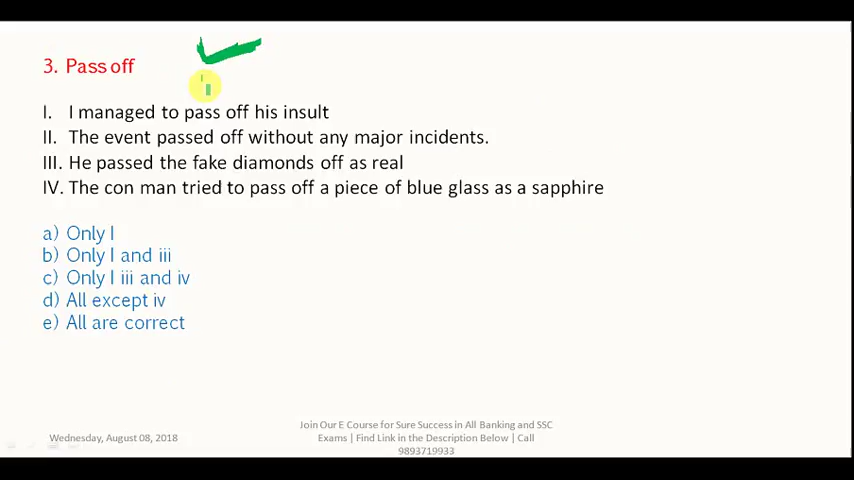 3. Pass off
I. I managed to pass off his insult
II. The event passed off without any major incidents.
III. He passed the fake diamonds off as real
IV. The con man tried to pass off a piece of blue glass as a sapphire
a) Only I
b) Only I and iii
c) Only I iii and iv
d) All except iv
e) All are correct
Wednesday, August 08, 2018
Join Our E Course for Sure Success in All Banking and SSC
Exams | Find Link in the Description Below | Call
9893719933